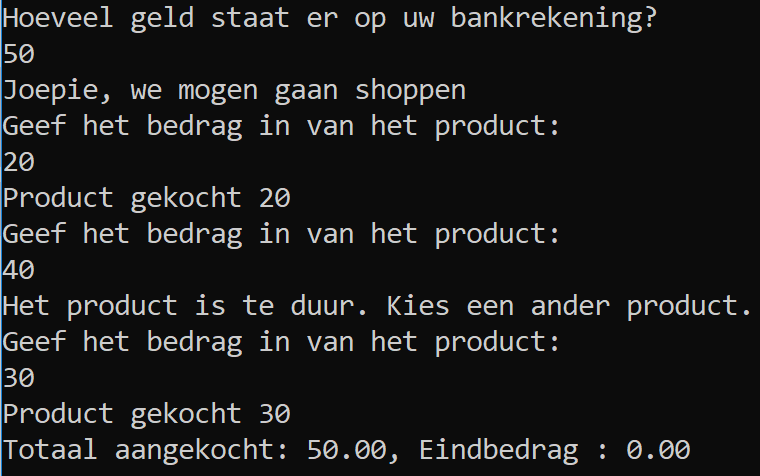 Hoeveel geld staat er op uw bankrekening?
50
Joepie, we mogen gaan shoppen
Geef het bedrag in van het product:
20
Product gekocht 20
Geef het bedrag in van het product:
40
Het product is te duur. Kies een ander product.
Geef het bedrag in van het product:
30
Product gekocht 30
Totaal aangekocht: 50.00, Eindbedrag : 0.00